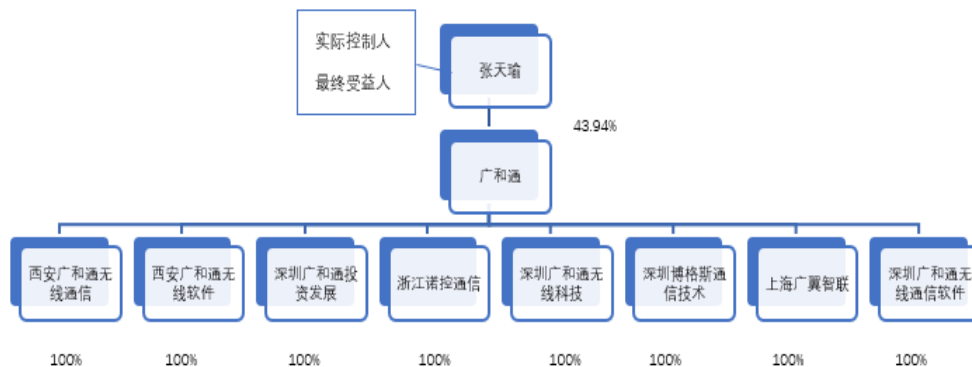 实际控制人
最终受益人
张天瑜
43.94%
广和通
西安广和通无
线通信
西安广和通无
线软件
深圳广和通投
资发展
浙江诺控通信
深圳广和通无
线科技
深圳博格斯通
信技术
上海广翼智联
深圳广和通无
线通信软件
100%
100%
100%
100%
100%
100%
100%
100%